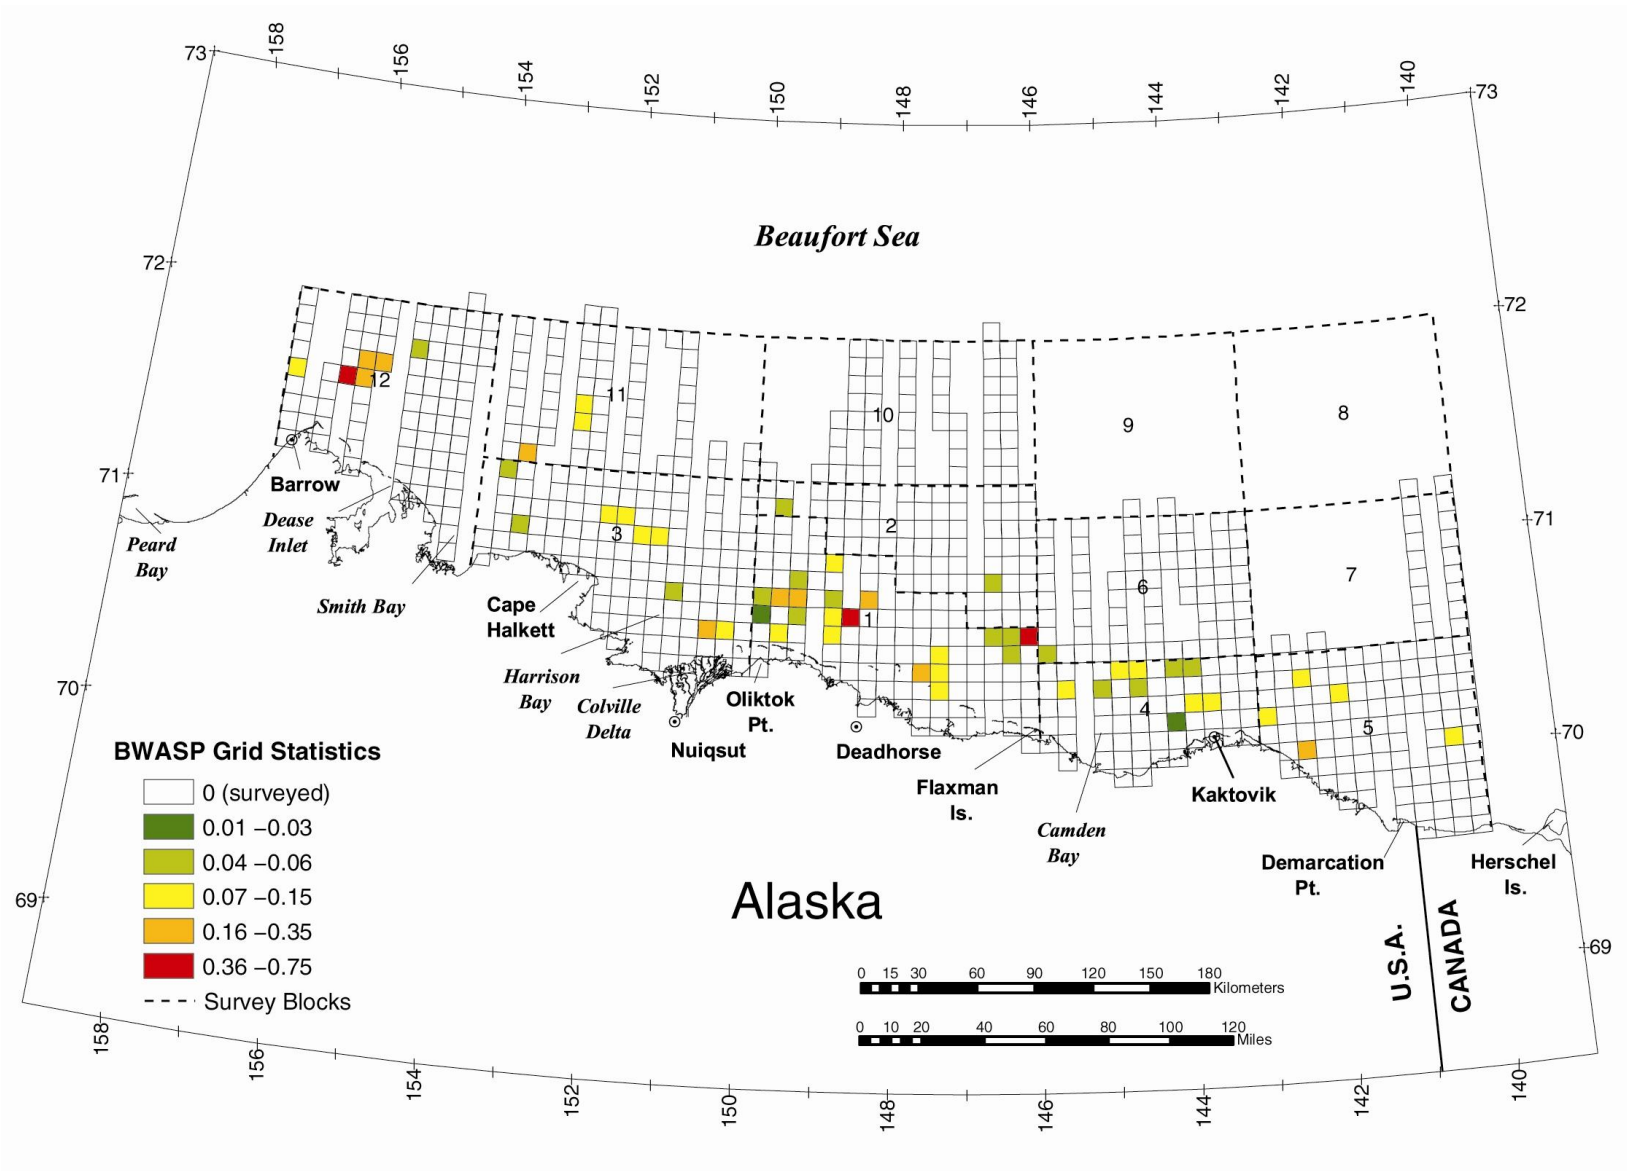 158
156
154
152
150
148
146
144
142
140
73
73
Beaufort Sea
72
72
12
11
10
9
8
71
71
Barrow
Dease
Inlet
Peard
Bay
Smith Bay
3
2
6
7
1
Cape
Halkett
Harrison
Bay
Colville
Delta
Nuiqsut
Oliktok
Pt.
Deadhorse
Flaxman
Is.
Camden
Bay
4
Kaktovik
5
70
70
Demarcation
Pt.
Herschel
Is.
BWASP Grid Statistics
0 (surveyed)
0.01 –0.03
0.04 –0.06
0.07 –0.15
0.16 –0.35
0.36 –0.75
Survey Blocks
Alaska
69
69
U.S.A.
CANADA
0 15 30 60 90 120 150 180
Kilometers
0 10 20 40 60 80 100 120
Miles
158
156
154
152
150
148
146
144
142
140